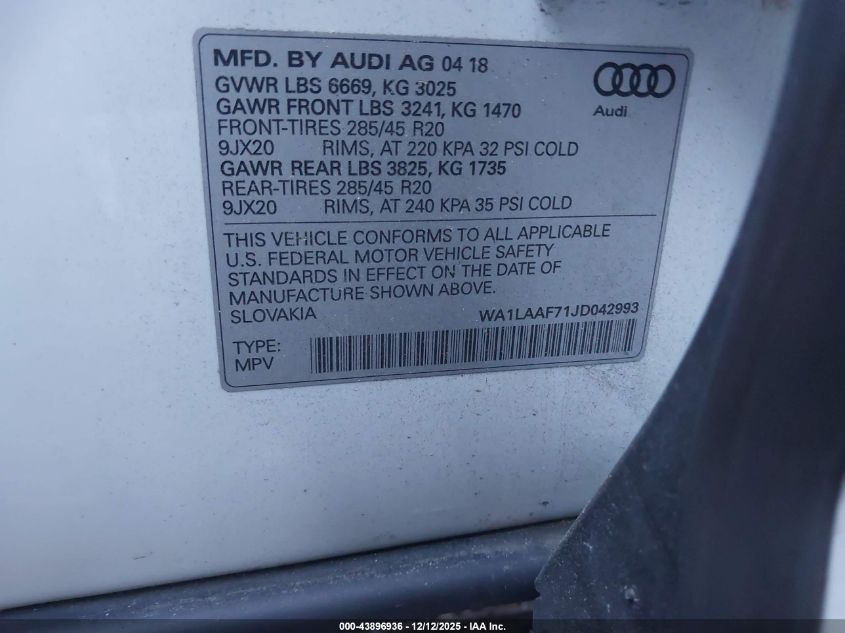 MFD. BY AUDI AG 04 18
GVWR LBS 6669, KG 3025
GAWR FRONT LBS 3241, KG 1470
FRONT-TIRES 285/45 R20
9JX20 RIMS, AT 220 KPA 32 PSI COLD
GAWR REAR LBS 3825, KG 1735
REAR-TIRES 285/45 R20
9JX20 RIMS, AT 240 KPA 35 PSI COLD
Audi
THIS VEHICLE CONFORMS TO ALL APPLICABLE
U.S. FEDERAL MOTOR VEHICLE SAFETY
STANDARDS IN EFFECT ON THE DATE OF
MANUFACTURE SHOWN ABOVE.
SLOVAKIA WA1LAAF71JD042993
TYPE:
MPV
000-43896936 - 12/12/2025 - IAA Inc.